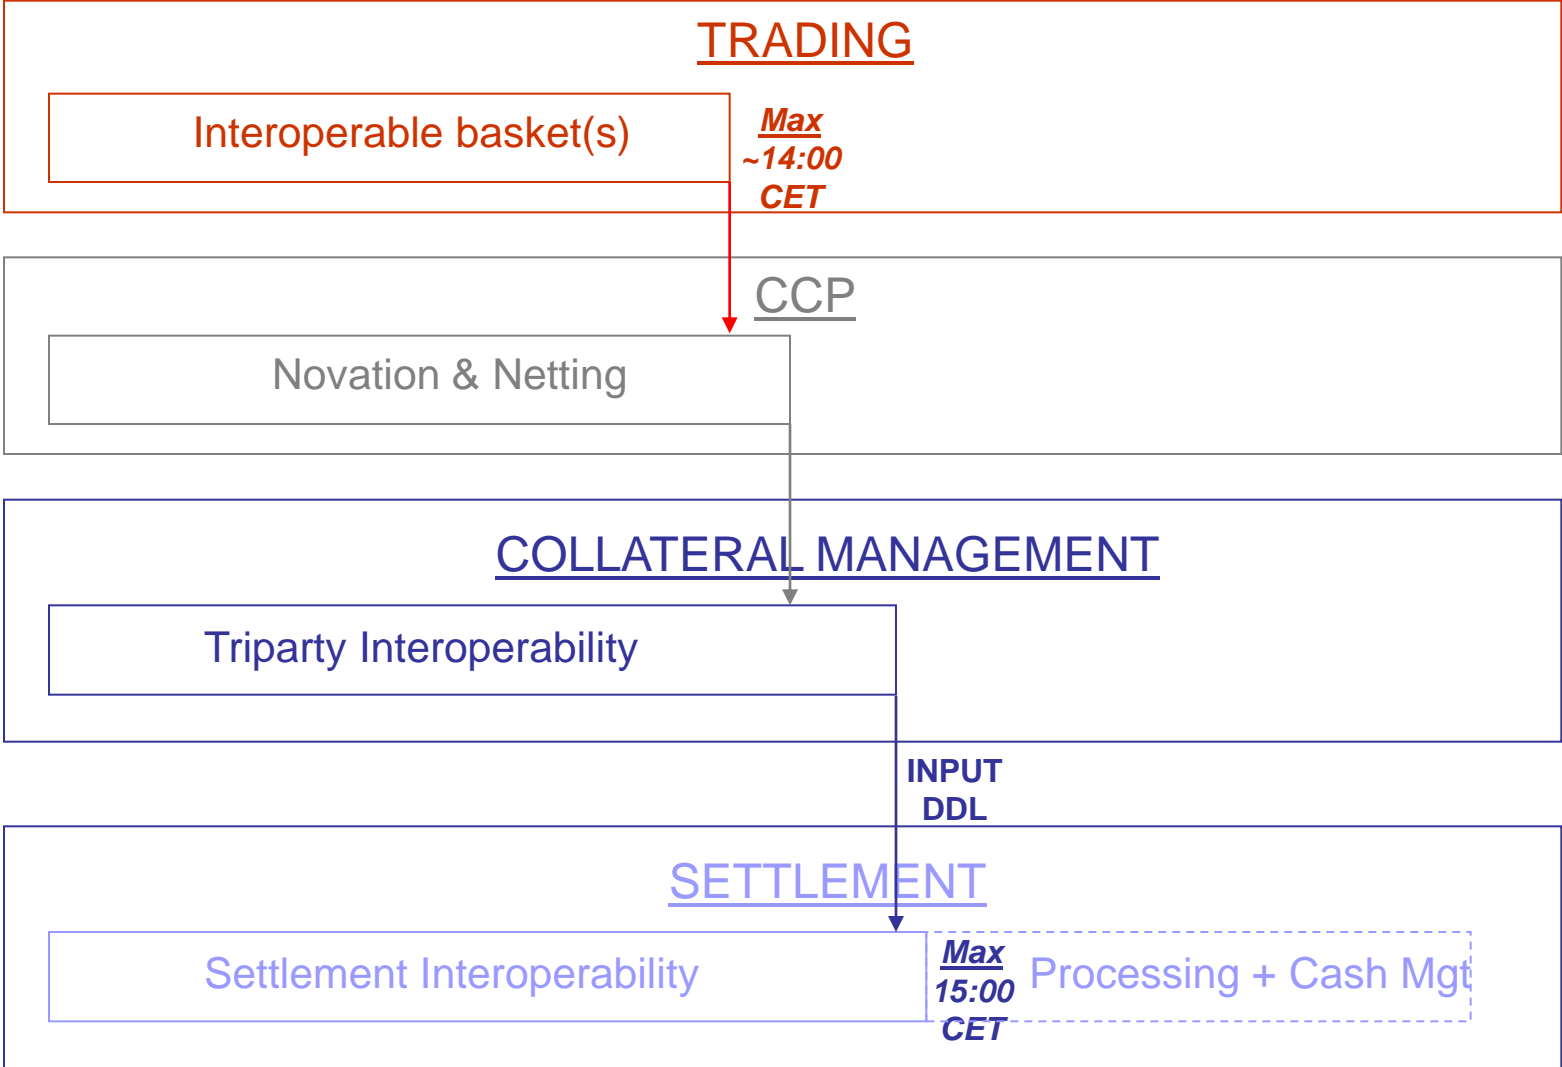 TRADING
Interoperable basket(s)
Max
~14:00
CET
CCP
Novation & Netting
COLLATERAL MANAGEMENT
Triparty Interoperability
INPUT
DDL
SETTLEMENT
Settlement Interoperability
Max
15:00
CET
Processing + Cash Mgt